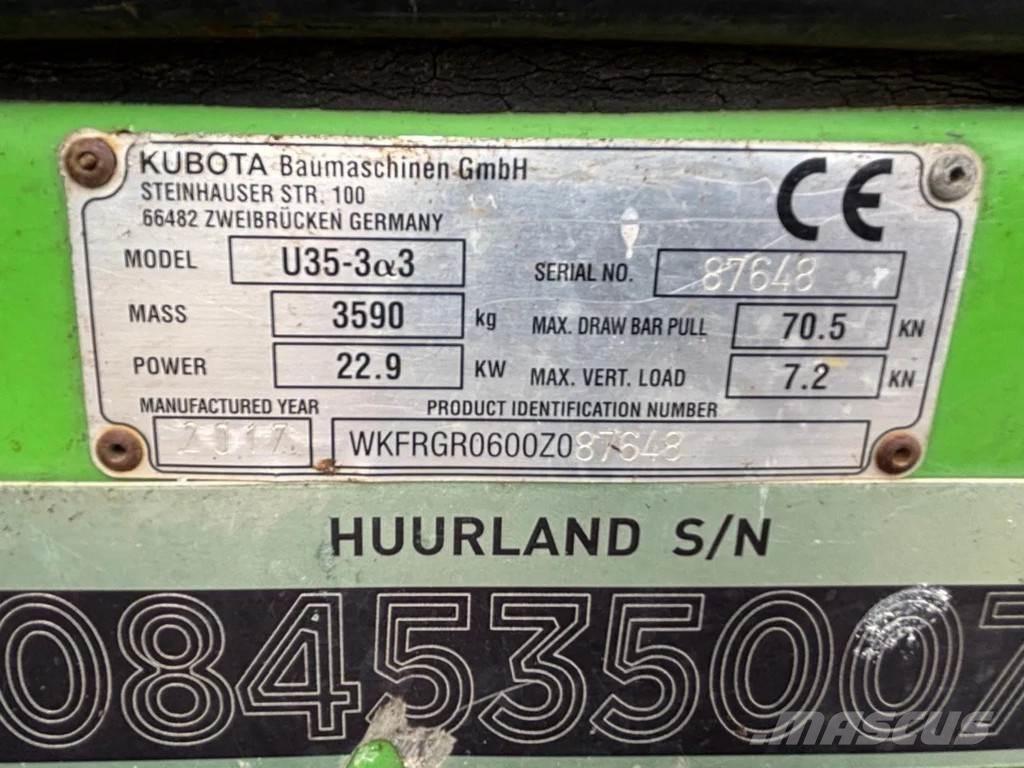 KUBOTA Baumaschinen GmbH
STEINHAUSER STR. 100
66482 ZWEIBRÜCKEN GERMANY
CE
MODEL U35-3α3
SERIAL NO. 87648
MASS 3590 kg
MAX. DRAW BAR PULL 70.5 KN
POWER 22.9 KW
MAX. VERT. LOAD 7.2 KN
MANUFACTURED YEAR
2017
PRODUCT IDENTIFICATION NUMBER
WKFRGR0600Z087648
HUURLAND S/N
084535007
MASCUS